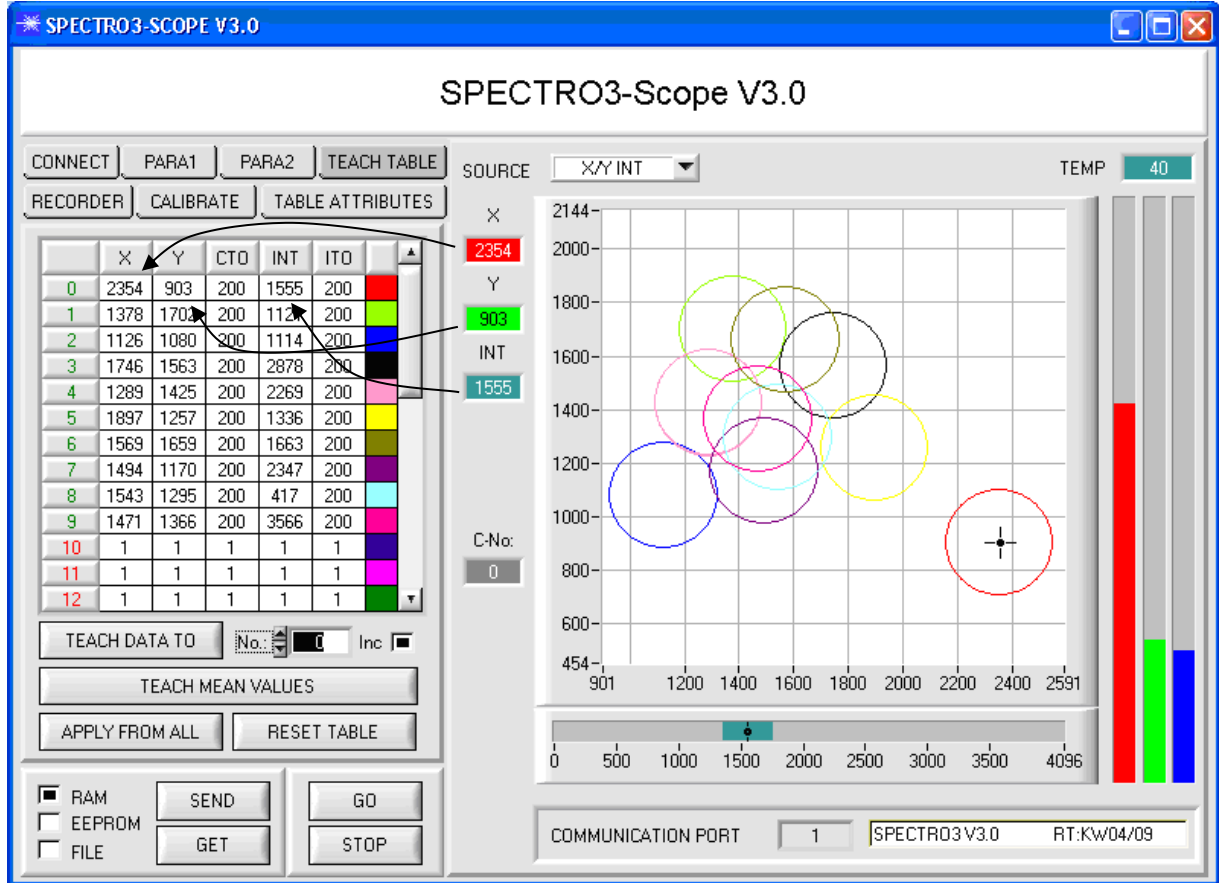 SPECTRO3-SCOPE V3.0
SPECTRO3-Scope V3.0
CONNECT PARA1 PARA2 TEACH TABLE
RECORDER CALIBRATE TABLE ATTRIBUTES
X Y CTO INT ITO
0 2354 903 200 1555 200
1 1378 1702 200 200
2 1126 1080 200 1114 200
3 1746 1563 200 2878 200
4 1289 1425 200 2269 200
5 1897 1257 200 1336 200
6 1569 1659 200 1663 200
7 1494 1170 200 2347 200
8 1543 1295 200 417 200
9 1471 1366 200 3566 200
10 1 1 1 1 1
11 1 1 1 1 1
12 1 1 1 1 1
TEACH DATA TO No.: 0 Inc
TEACH MEAN VALUES
APPLY FROM ALL RESET TABLE
RAM
EEPROM
FILE
SEND GO
GET STOP
SOURCE X/Y INT TEMP 40
X
2354
Y
903
INT
1555
C-No:
0
2144
2000
1800
1600
1400
1200
1000
800
600
454
901 1200 1400 1600 1800 2000 2200 2400 2591
0 500 1000 1500 2000 2500 3000 3500 4096
COMMUNICATION PORT 1 SPECTRO3 V3.0 RT:KW04/09